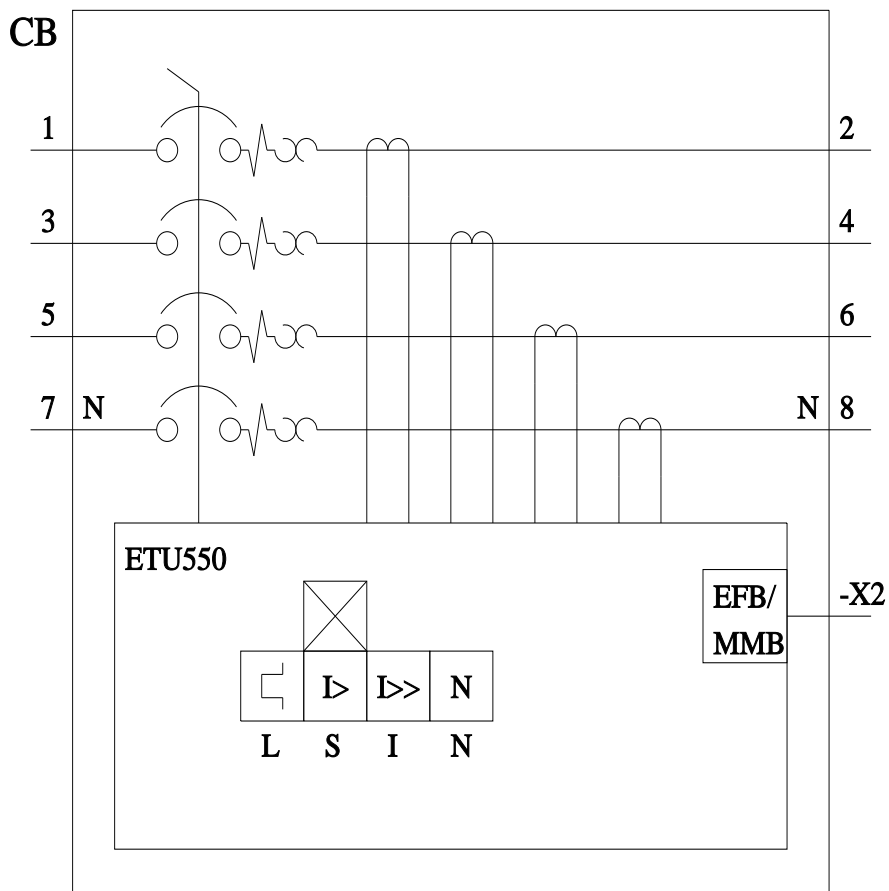 CB
1 2
3 4
5 6
7 N N 8
ETU550
EFB/ -X2
MMB
I> I>> N
L S I N